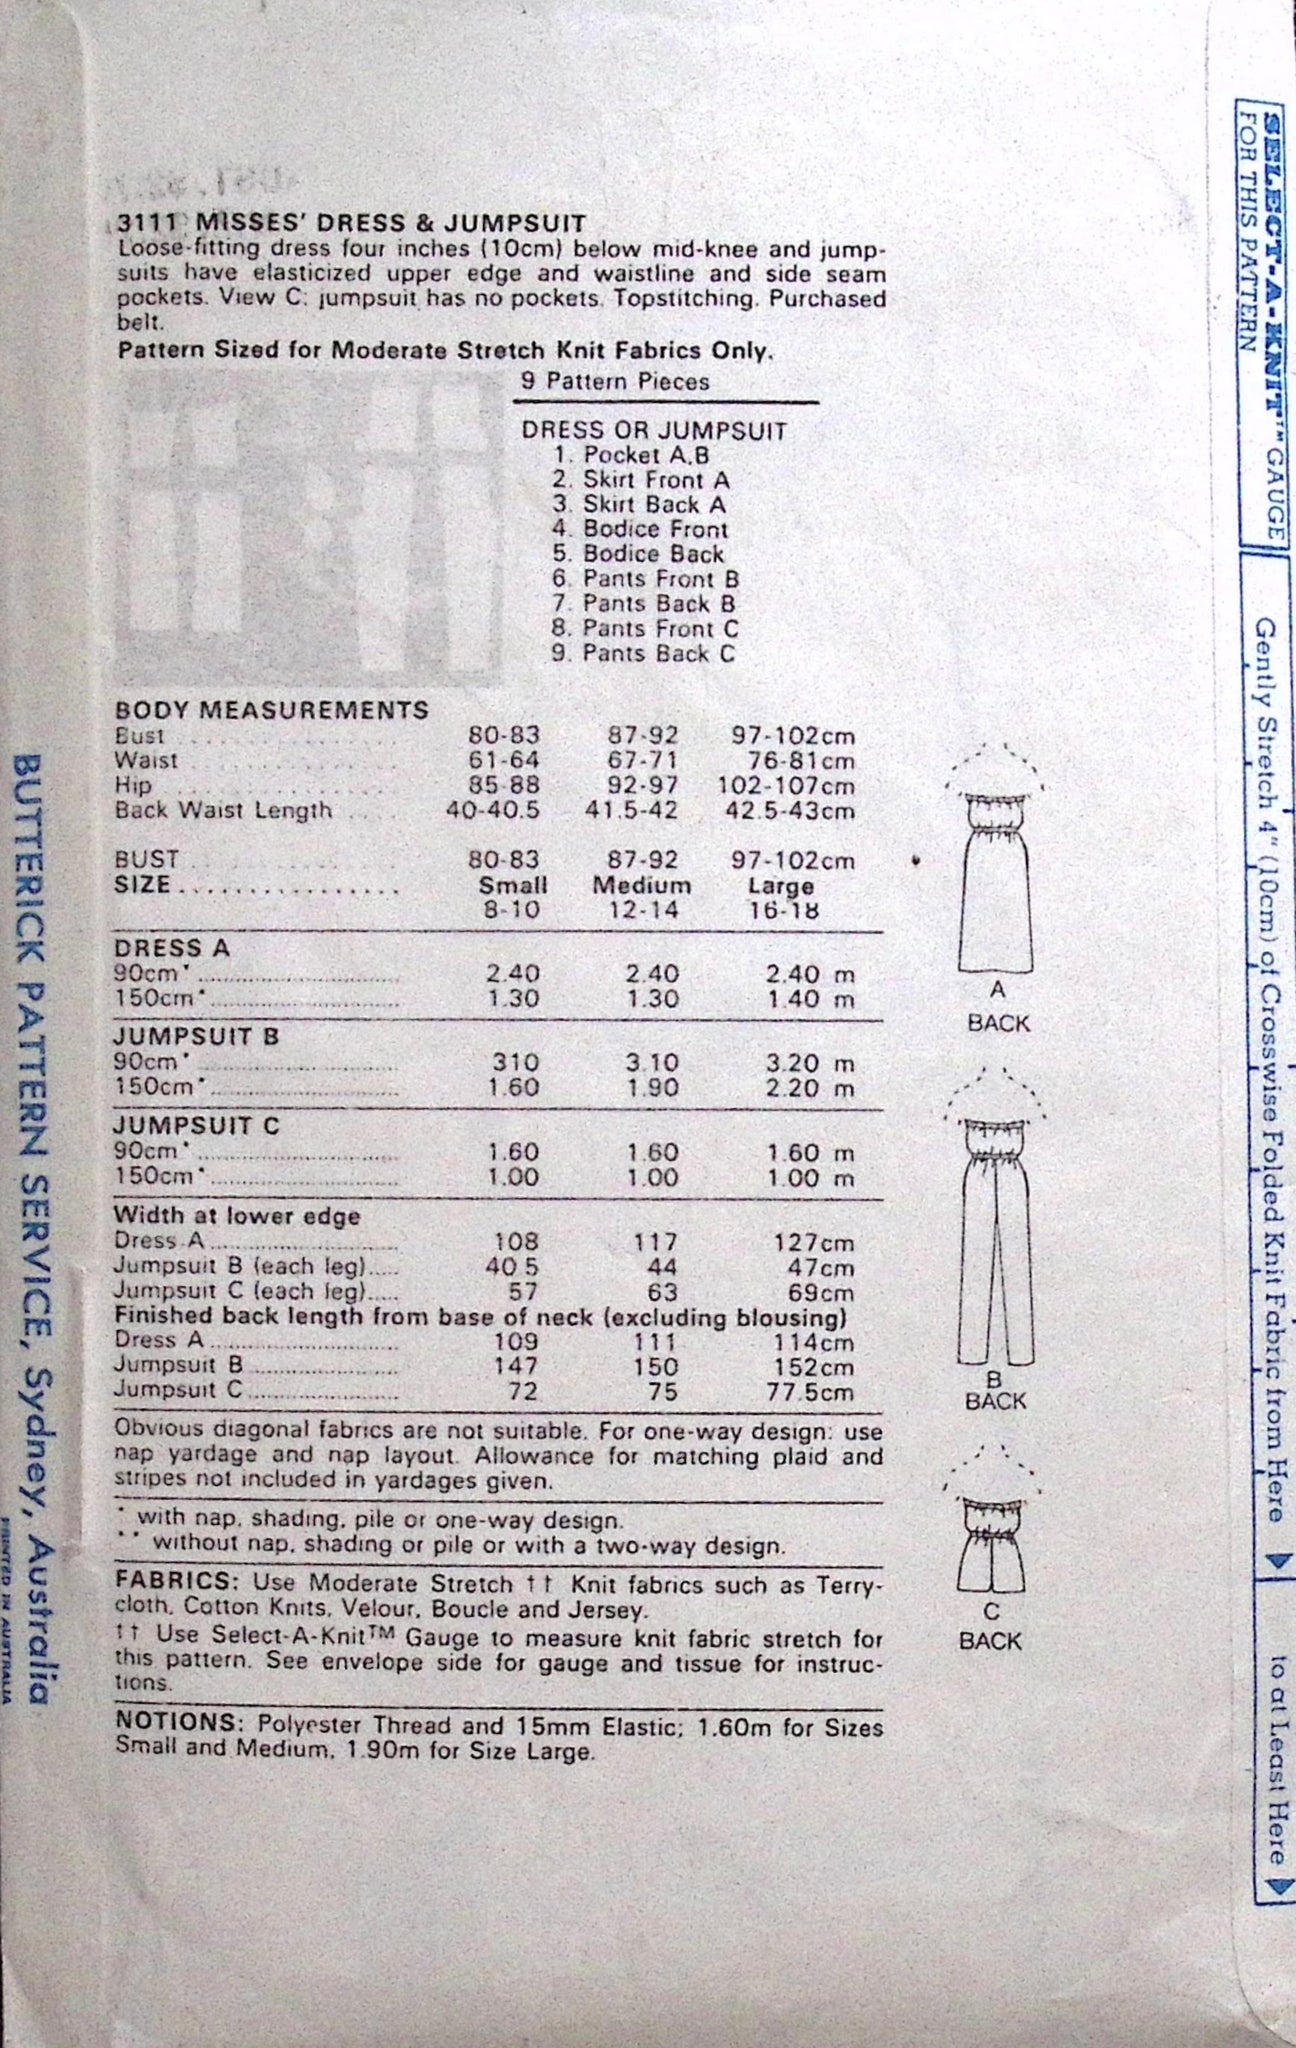 3111 MISSES' DRESS & JUMPSUIT
Loose-fitting dress four inches (10cm) below mid-knee and jump-
suits have elasticized upper edge and waistline and side seam
pockets. View C: jumpsuit has no pockets. Topstitching. Purchased
belt.
Pattern Sized for Moderate Stretch Knit Fabrics Only.
9 Pattern Pieces
DRESS OR JUMPSUIT
1. Pocket A,B
2. Skirt Front A
3. Skirt Back A
4. Bodice Front
5. Bodice Back
6. Pants Front B
7. Pants Back B
8. Pants Front C
9. Pants Back C
BODY MEASUREMENTS
Bust 80-83 87-92 97-102cm
Waist 61-64 67-71 76-81cm
Hip 85-88 92-97 102-107cm
Back Waist Length 40-40.5 41.5-42 42.5-43cm
BUST 80-83 87-92 97-102cm
SIZE Small Medium Large
8-10 12-14 16-18
DRESS A
90cm* 2.40 2.40 2.40 m
150cm* 1.30 1.30 1.40 m
JUMPSUIT B
90cm* 310 3.10 3.20 m
150cm* 1.60 1.90 2.20 m
JUMPSUIT C
90cm* 1.60 1.60 1.60 m
150cm* 1.00 1.00 1.00 m
Width at lower edge
Dress A 108 117 127cm
Jumpsuit B (each leg) 40.5 44 47cm
Jumpsuit C (each leg) 57 63 69cm
Finished back length from base of neck (excluding blousing)
Dress A 109 111 114cm
Jumpsuit B 147 150 152cm
Jumpsuit C 72 75 77.5cm
Obvious diagonal fabrics are not suitable. For one-way design: use
nap yardage and nap layout. Allowance for matching plaid and
stripes not included in yardages given.
* with nap, shading, pile or one-way design.
** without nap, shading or pile or with a two-way design.
FABRICS: Use Moderate Stretch †† Knit fabrics such as Terry-
cloth, Cotton Knits, Velour, Boucle and Jersey.
†† Use Select-A-Knit™ Gauge to measure knit fabric stretch for
this pattern. See envelope side for gauge and tissue for instruc-
tions.
NOTIONS: Polyester Thread and 15mm Elastic; 1.60m for Sizes
Small and Medium, 1.90m for Size Large.
A
BACK
B
BACK
C
BACK
BUTTERICK PATTERN SERVICE, Sydney, Australia
PRINTED IN AUSTRALIA
SELECT-A-KNIT™ GAUGE
FOR THIS PATTERN
Gently Stretch 4" (10cm) of Crosswise Folded Knit Fabric from Here
to at Least Here